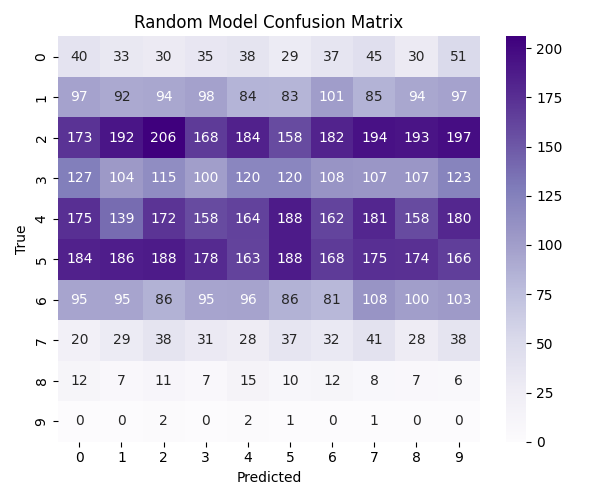 Random Model Confusion Matrix
0 40 33 30 35 38 29 37 45 30 51
1 97 92 94 98 84 83 101 85 94 97
2 173 192 206 168 184 158 182 194 193 197
3 127 104 115 100 120 120 108 107 107 123
4 175 139 172 158 164 188 162 181 158 180
5 184 186 188 178 163 188 168 175 174 166
6 95 95 86 95 96 86 81 108 100 103
7 20 29 38 31 28 37 32 41 28 38
8 12 7 11 7 15 10 12 8 7 6
9 0 0 2 0 2 1 0 1 0 0
0 1 2 3 4 5 6 7 8 9
Predicted
True
200
175
150
125
100
75
50
25
0